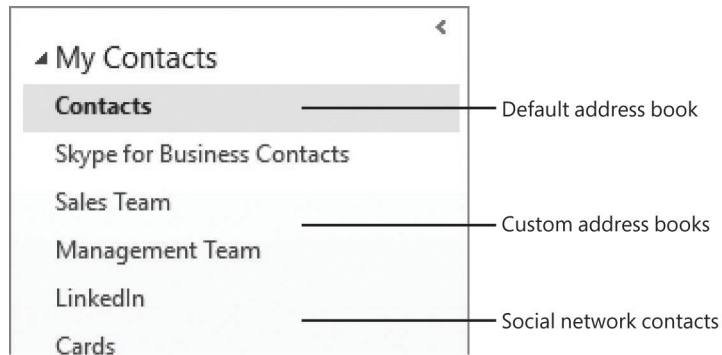 My Contacts
Contacts
Default address book
Skype for Business Contacts
Sales Team
Custom address books
Management Team
LinkedIn
Social network contacts
Cards